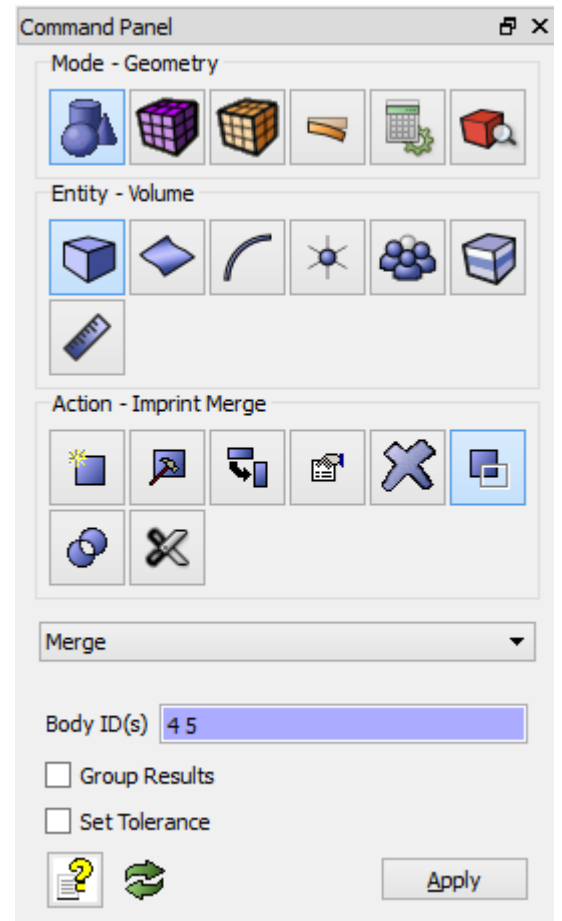 Command Panel
Mode - Geometry
Entity - Volume
Action - Imprint Merge
Merge
Body ID(s) 4 5
Group Results
Set Tolerance
Apply